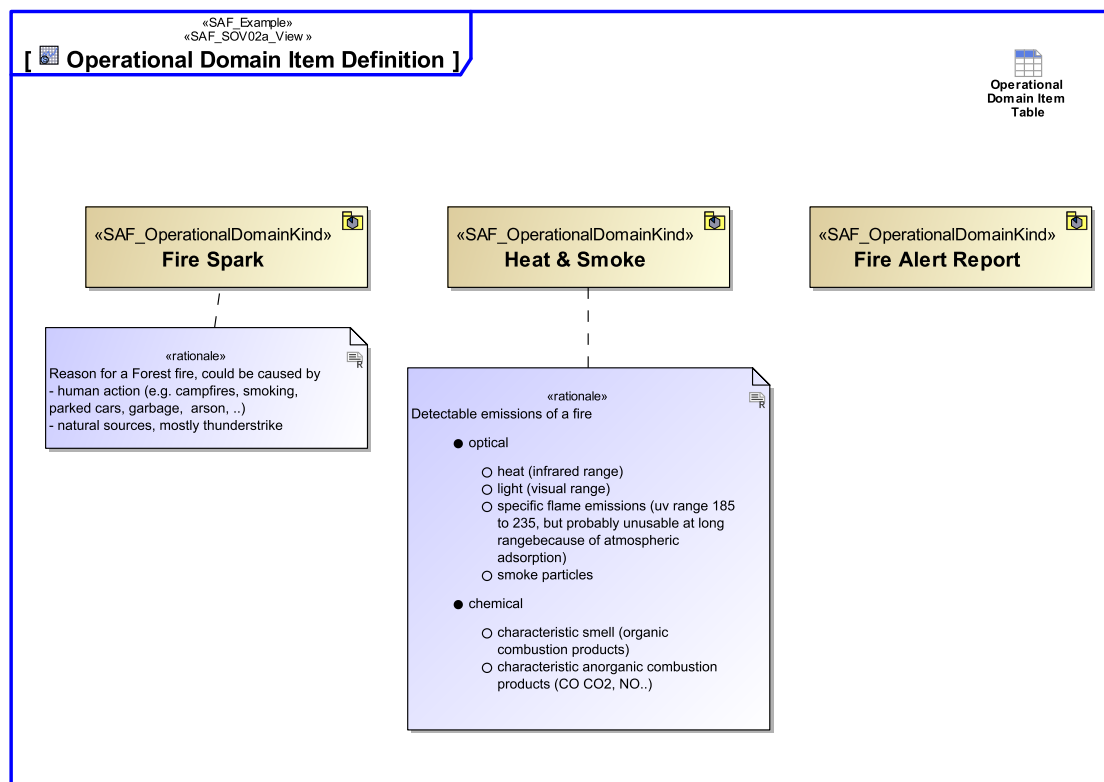 «SAF_Example»
«SAF_SOV02a_View »
[ Operational Domain Item Definition ]
Operational
Domain Item
Table
«SAF_OperationalDomainKind»
Fire Spark
«SAF_OperationalDomainKind»
Heat & Smoke
«SAF_OperationalDomainKind»
Fire Alert Report
«rationale»
R
Reason for a Forest fire, could be caused by
- human action (e.g. campfires, smoking,
parked cars, garbage,  arson, ..)
- natural sources, mostly thunderstrike
«rationale»
R
Detectable emissions of a fire
● optical
○ heat (infrared range)
○ light (visual range)
○ specific flame emissions (uv range 185
to 235, but probably unusable at long
rangebecause of atmospheric
adsorption)
○ smoke particles
● chemical
○ characteristic smell (organic
combustion products)
○ characteristic anorganic combustion
products (CO CO2, NO..)